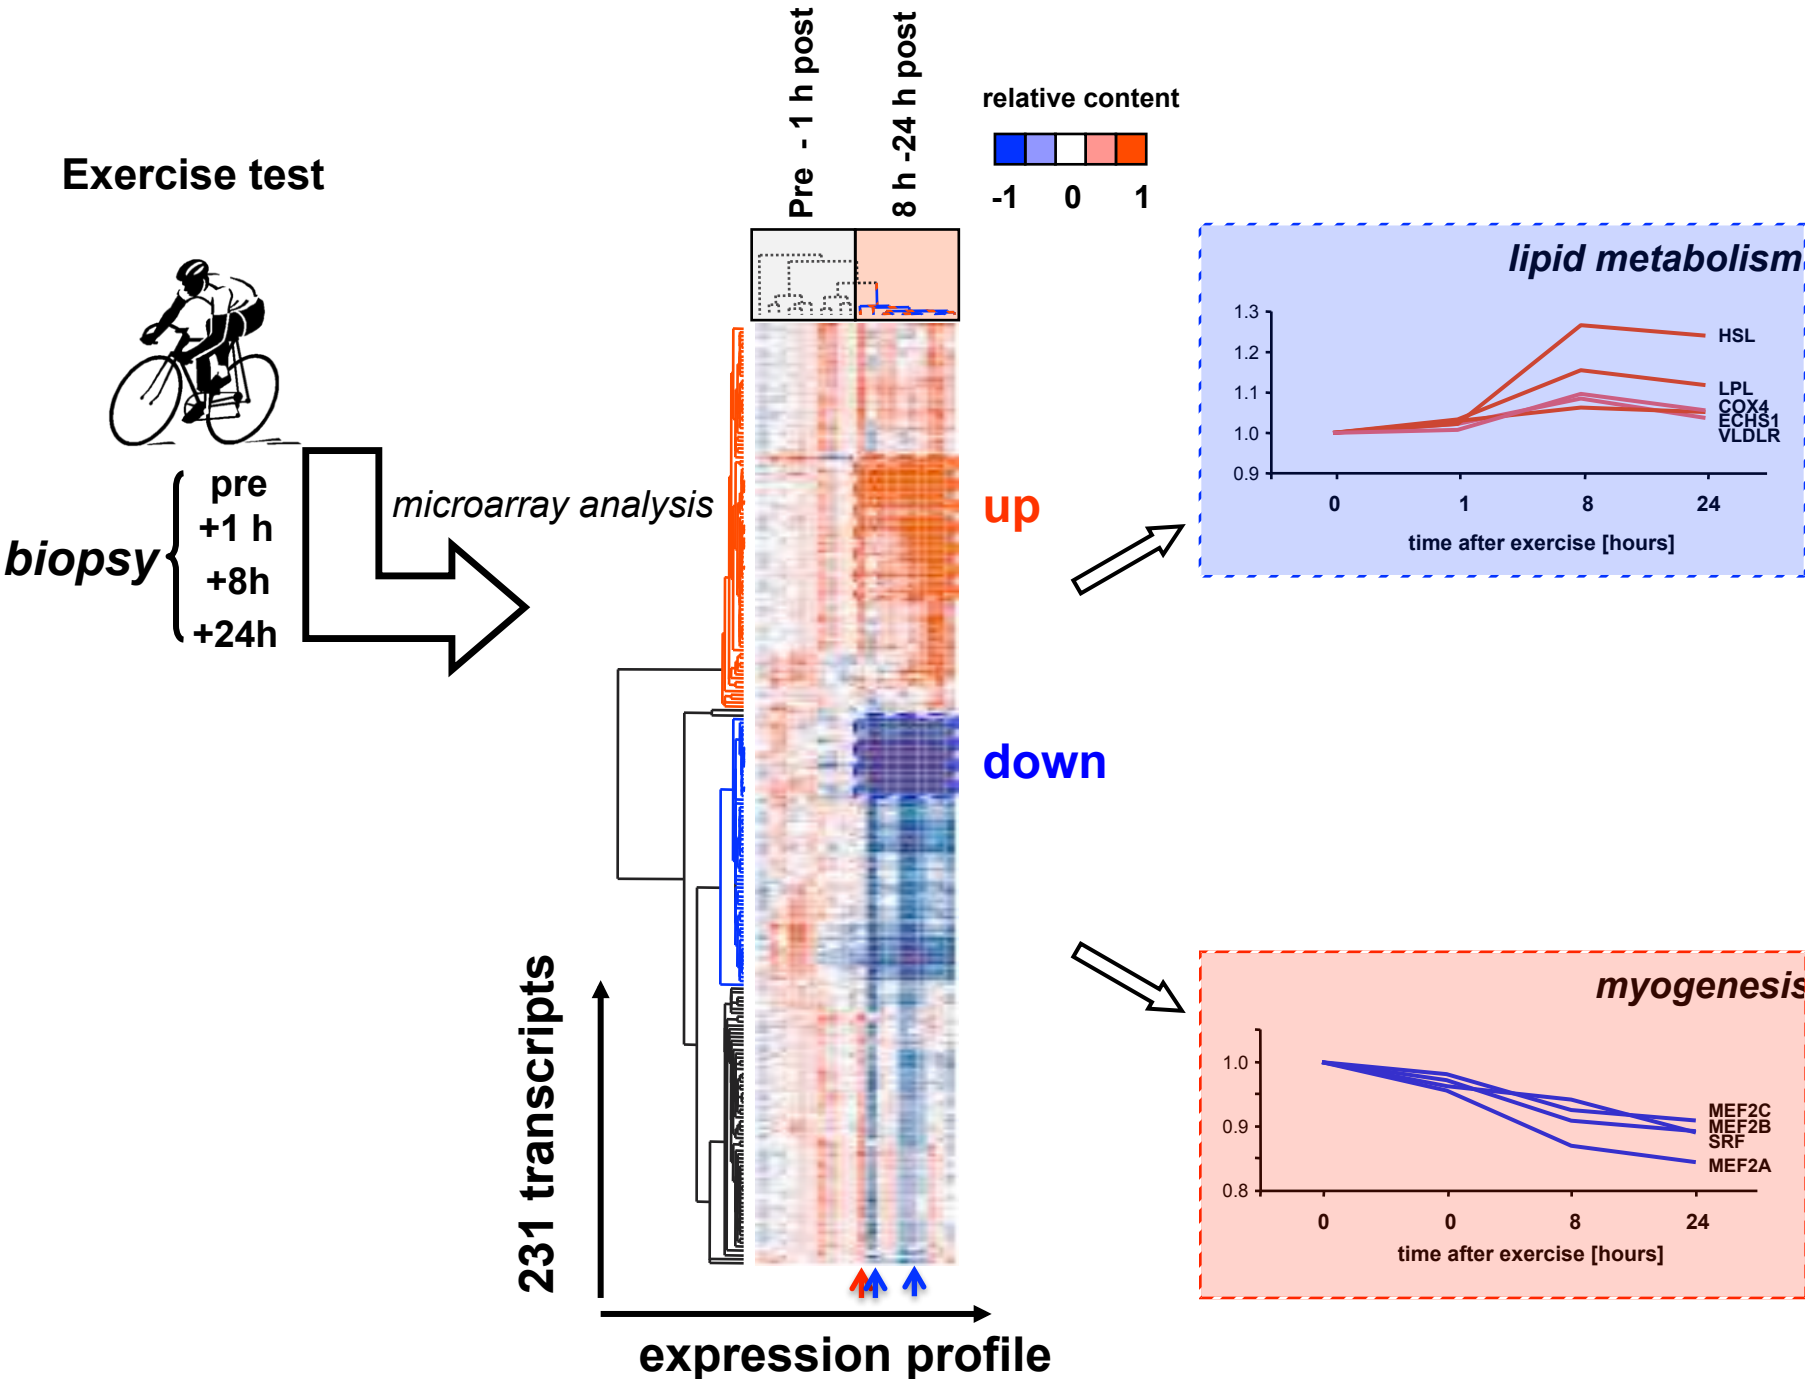 Pre - 1 h post
8 h -24 h post
relative content
-1 0 1
Exercise test
biopsy
pre
+1 h
+8h
+24h
microarray analysis
up
down
231 transcripts
expression profile
lipid metabolism
1.3
1.2
1.1
1.0
0.9
HSL
LPL
COX4
ECHS1
VLDLR
0 1 8 24
time after exercise [hours]
myogenesis
1.0
0.9
0.8
MEF2C
MEF2B
SRF
MEF2A
0 0 8 24
time after exercise [hours]